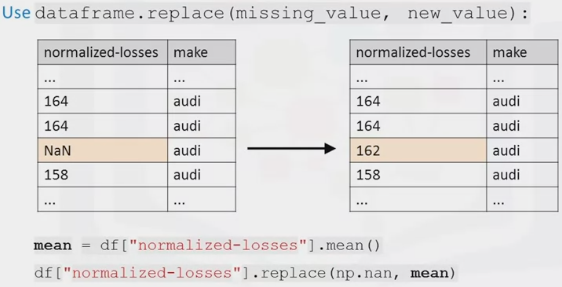 Use dataframe.replace(missing_value, new_value):
normalized-losses make
... ...
164 audi
164 audi
NaN audi
158 audi
... ...
normalized-losses make
... ...
164 audi
164 audi
162 audi
158 audi
... ...
mean = df["normalized-losses"].mean()
df["normalized-losses"].replace(np.nan, mean)